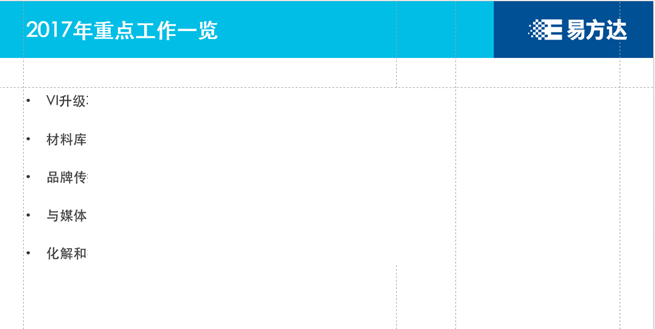 2017年重点工作一览
易方达
VI升级
材料库
品牌传
与媒体
化解和